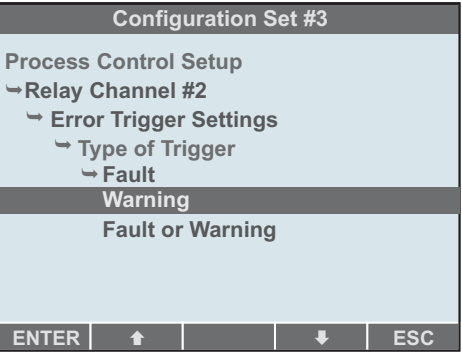 Configuration Set #3
Process Control Setup
➥Relay Channel #2
➥ Error Trigger Settings
➥ Type of Trigger
➥ Fault
Warning
Fault or Warning
ENTER ⬆ ⬇ ESC